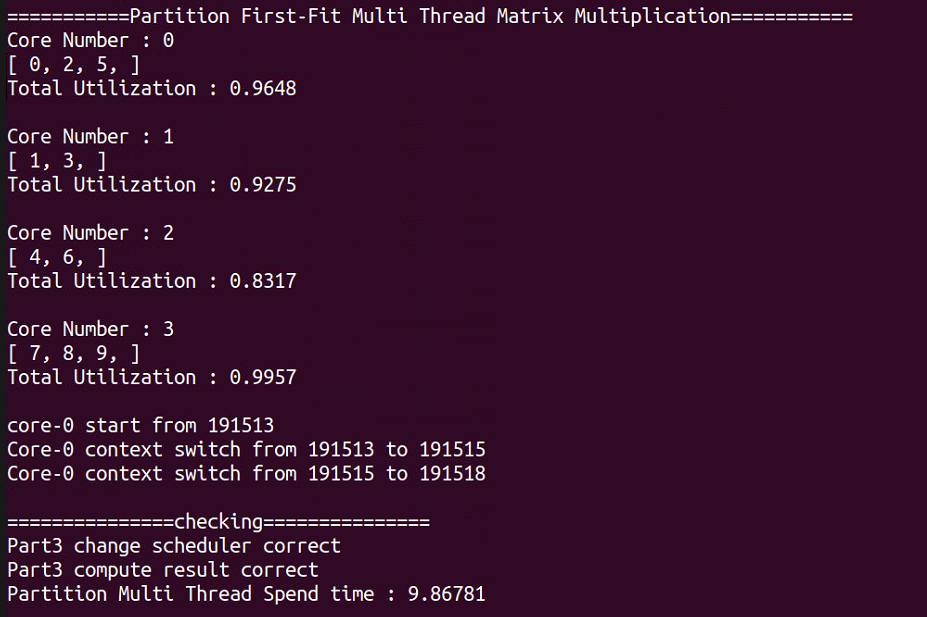 ===========Partition First-Fit Multi Thread Matrix Multiplication===========
Core Number : 0
[ 0, 2, 5, ]
Total Utilization : 0.9648
Core Number : 1
[ 1, 3, ]
Total Utilization : 0.9275
Core Number : 2
[ 4, 6, ]
Total Utilization : 0.8317
Core Number : 3
[ 7, 8, 9, ]
Total Utilization : 0.9957
core-0 start from 191513
Core-0 context switch from 191513 to 191515
Core-0 context switch from 191515 to 191518
===============checking===============
Part3 change scheduler correct
Part3 compute result correct
Partition Multi Thread Spend time : 9.86781